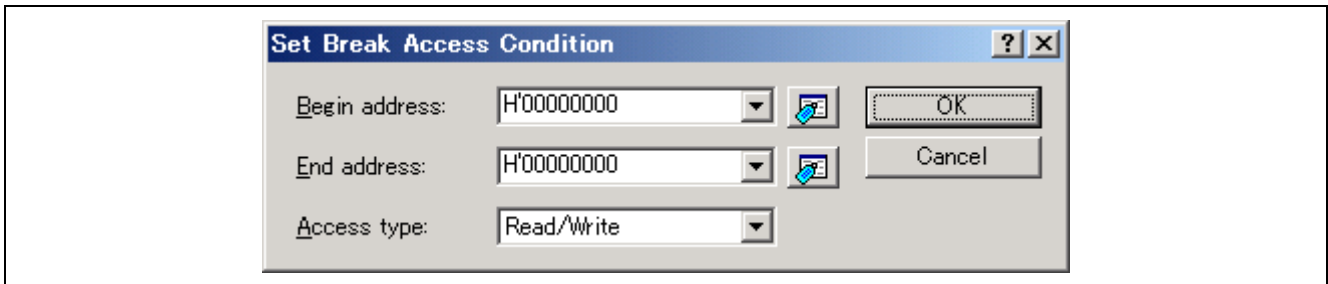 Set Break Access Condition
Begin address: H'00000000 OK
End address: H'00000000 Cancel
Access type: Read/Write